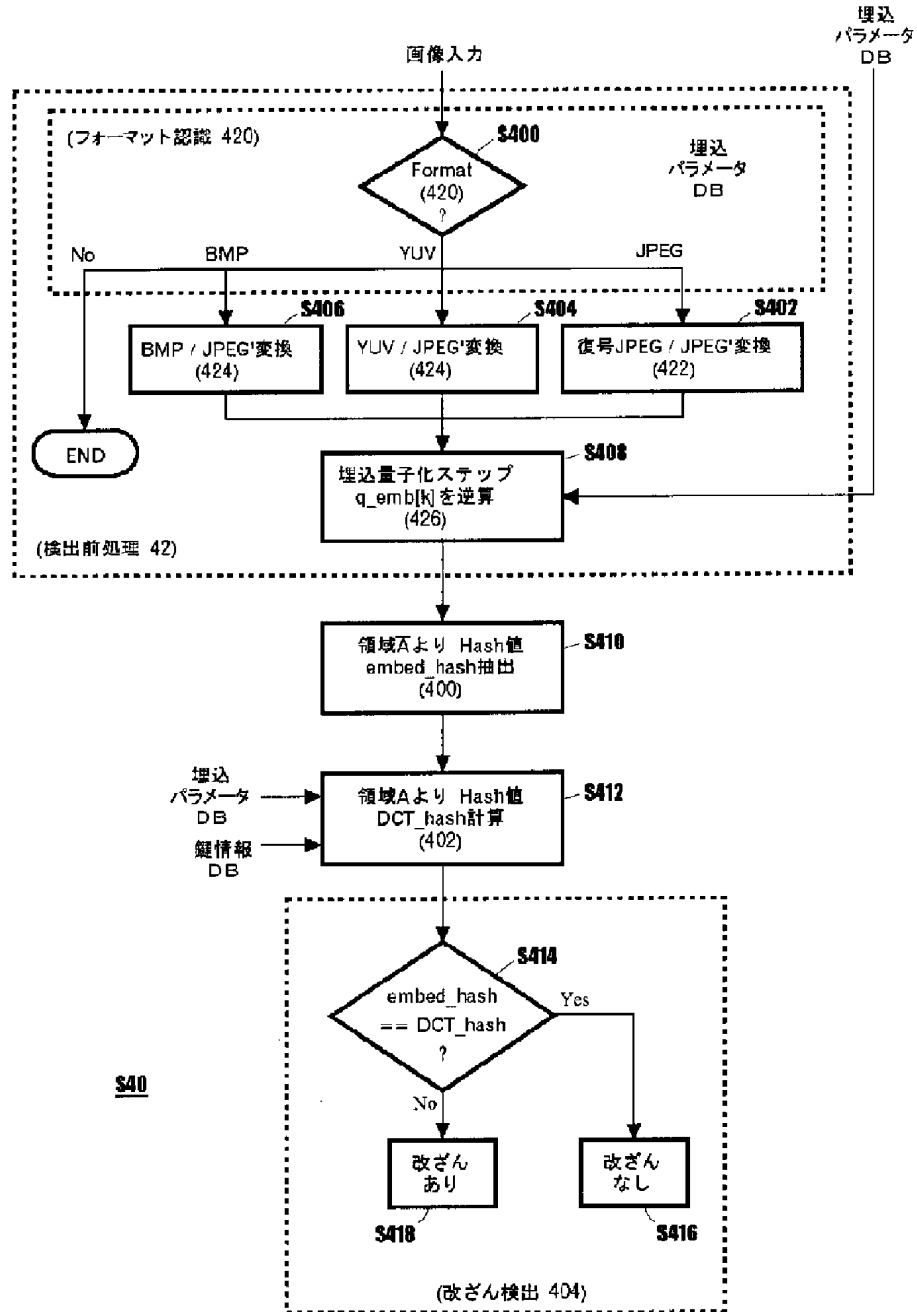 埋込
パラメータ
DB
画像入力
(フォーマット認識 420)
S400
Format
(420)
?
埋込
パラメータ
DB
No
BMP
YUV
JPEG
S406
S404
S402
BMP / JPEG'変換
(424)
YUV / JPEG'変換
(424)
復号JPEG / JPEG'変換
(422)
END
S408
埋込量子化ステップ
q_emb[k]を逆算
(426)
(検出前処理 42)
S410
領域A̅より Hash値
embed_hash抽出
(400)
埋込
パラメータ
DB
鍵情報
DB
S412
領域Aより Hash値
DCT_hash計算
(402)
S414
embed_hash
== DCT_hash
?
Yes
No
S40
改ざん
あり
S418
改ざん
なし
S416
(改ざん検出 404)